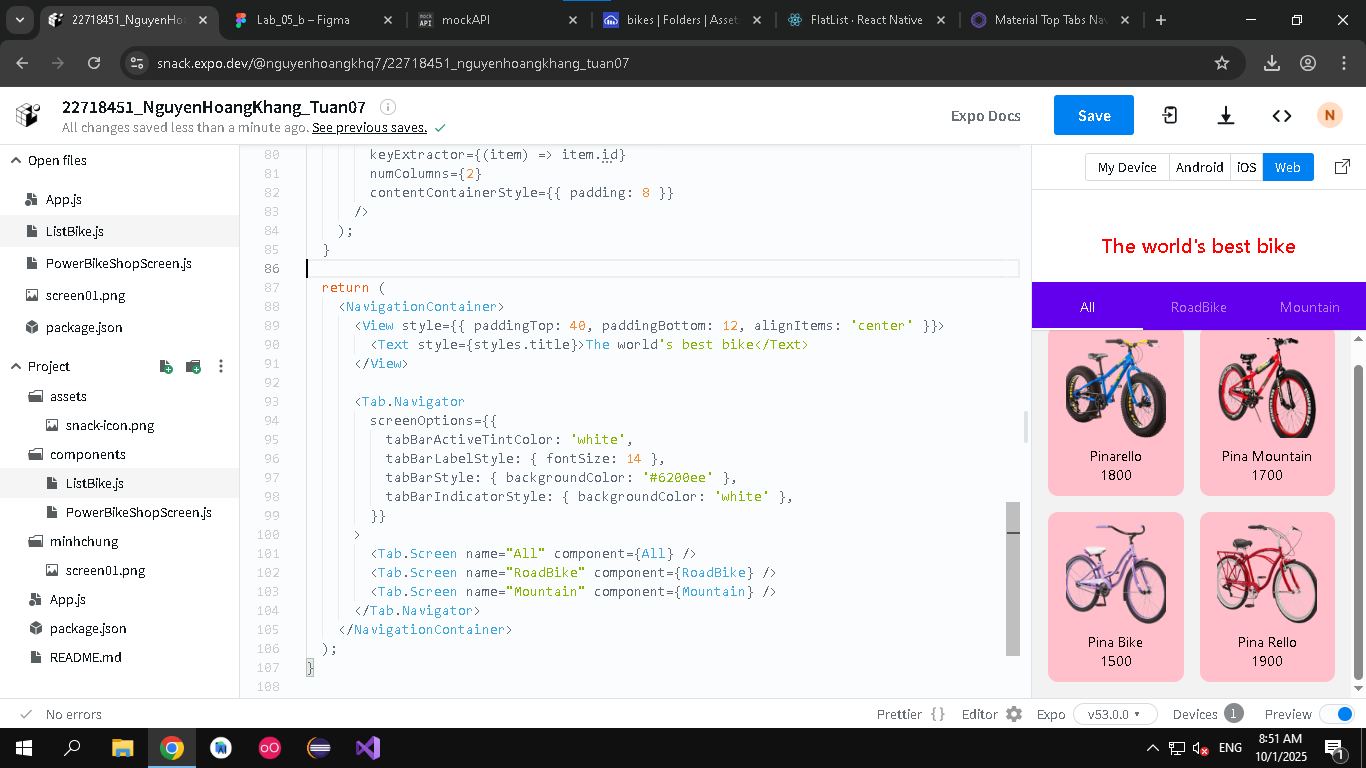 22718451_NguyenHo
Lab_05_b – Figma
mockAPI
bikes | Folders | Asset
FlatList · React Native
Material Top Tabs Na
snack.expo.dev/@nguyenhoangkhq7/22718451_nguyenhoangkhang_tuan07
22718451_NguyenHoangKhang_Tuan07
All changes saved less than a minute ago. See previous saves.
Expo Docs
Save
N
Open files
App.js
ListBike.js
PowerBikeShopScreen.js
screen01.png
package.json
Project
assets
snack-icon.png
components
ListBike.js
PowerBikeShopScreen.js
minhchung
screen01.png
App.js
package.json
README.md
80 keyExtractor={(item) => item.id}
81 numColumns={2}
82 contentContainerStyle={{ padding: 8 }}
83 />
84 );
85 }
86
87 return (
88 <NavigationContainer>
89 <View style={{ paddingTop: 40, paddingBottom: 12, alignItems: 'center' }}>
90 <Text style={styles.title}>The world's best bike</Text>
91 </View>
92
93 <Tab.Navigator
94 screenOptions={{
95 tabBarActiveTintColor: 'white',
96 tabBarLabelStyle: { fontSize: 14 },
97 tabBarStyle: { backgroundColor: '#6200ee' },
98 tabBarIndicatorStyle: { backgroundColor: 'white' },
99 }}
100 >
101 <Tab.Screen name="All" component={All} />
102 <Tab.Screen name="RoadBike" component={RoadBike} />
103 <Tab.Screen name="Mountain" component={Mountain} />
104 </Tab.Navigator>
105 </NavigationContainer>
106 );
107 }
108
My Device
Android
iOS
Web
The world's best bike
All
RoadBike
Mountain
Pinarello
1800
Pina Mountain
1700
Pina Bike
1500
Pina Rello
1900
No errors
Prettier {}
Editor
Expo
v53.0.0
Devices 1
Preview
ENG
8:51 AM
10/1/2025
1